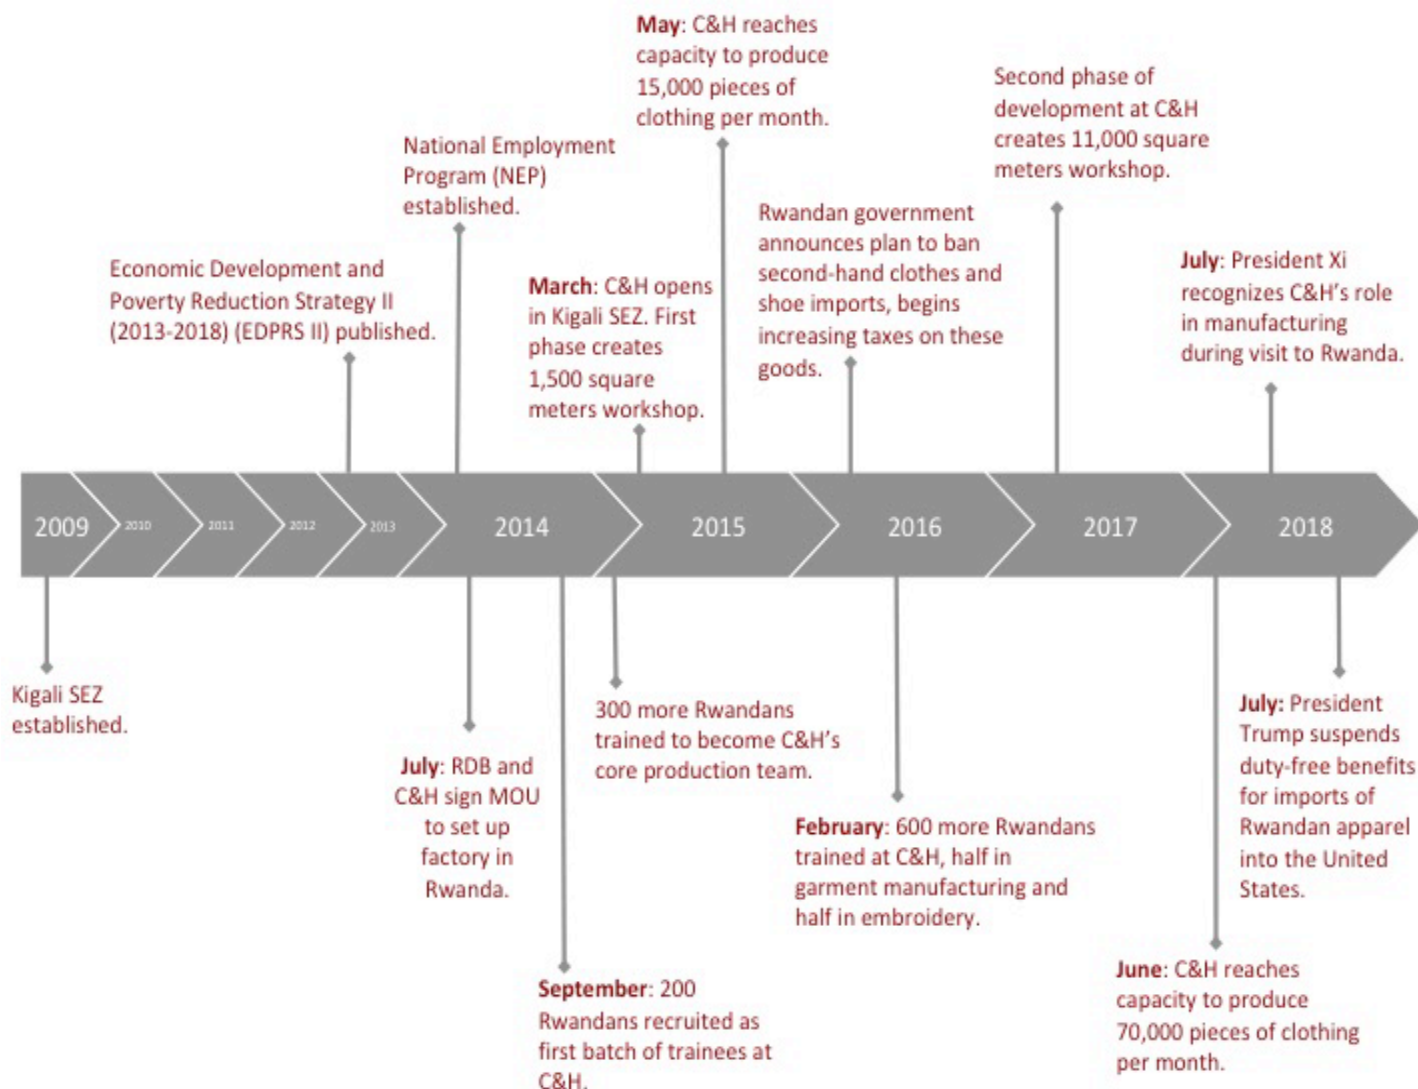 May: C&H reaches
capacity to produce
15,000 pieces of
clothing per month.
Second phase of
development at C&H
creates 11,000 square
meters workshop.
National Employment
Program (NEP)
established.
Rwandan government
announces plan to ban
second-hand clothes and
shoe imports, begins
increasing taxes on these
goods.
Economic Development and
Poverty Reduction Strategy II
(2013-2018) (EDPRS II) published.
March: C&H opens
in Kigali SEZ. First
phase creates
1,500 square
meters workshop.
July: President Xi
recognizes C&H's role
in manufacturing
during visit to Rwanda.
2009
2010
2011
2012
2013
2014
2015
2016
2017
2018
Kigali SEZ
established.
July: RDB and
C&H sign MOU
to set up
factory in
Rwanda.
September: 200
Rwandans recruited as
first batch of trainees at
C&H.
300 more Rwandans
trained to become C&H's
core production team.
February: 600 more Rwandans
trained at C&H, half in
garment manufacturing and
half in embroidery.
June: C&H reaches
capacity to produce
70,000 pieces of clothing
per month.
July: President
Trump suspends
duty-free benefits
for imports of
Rwandan apparel
into the United
States.